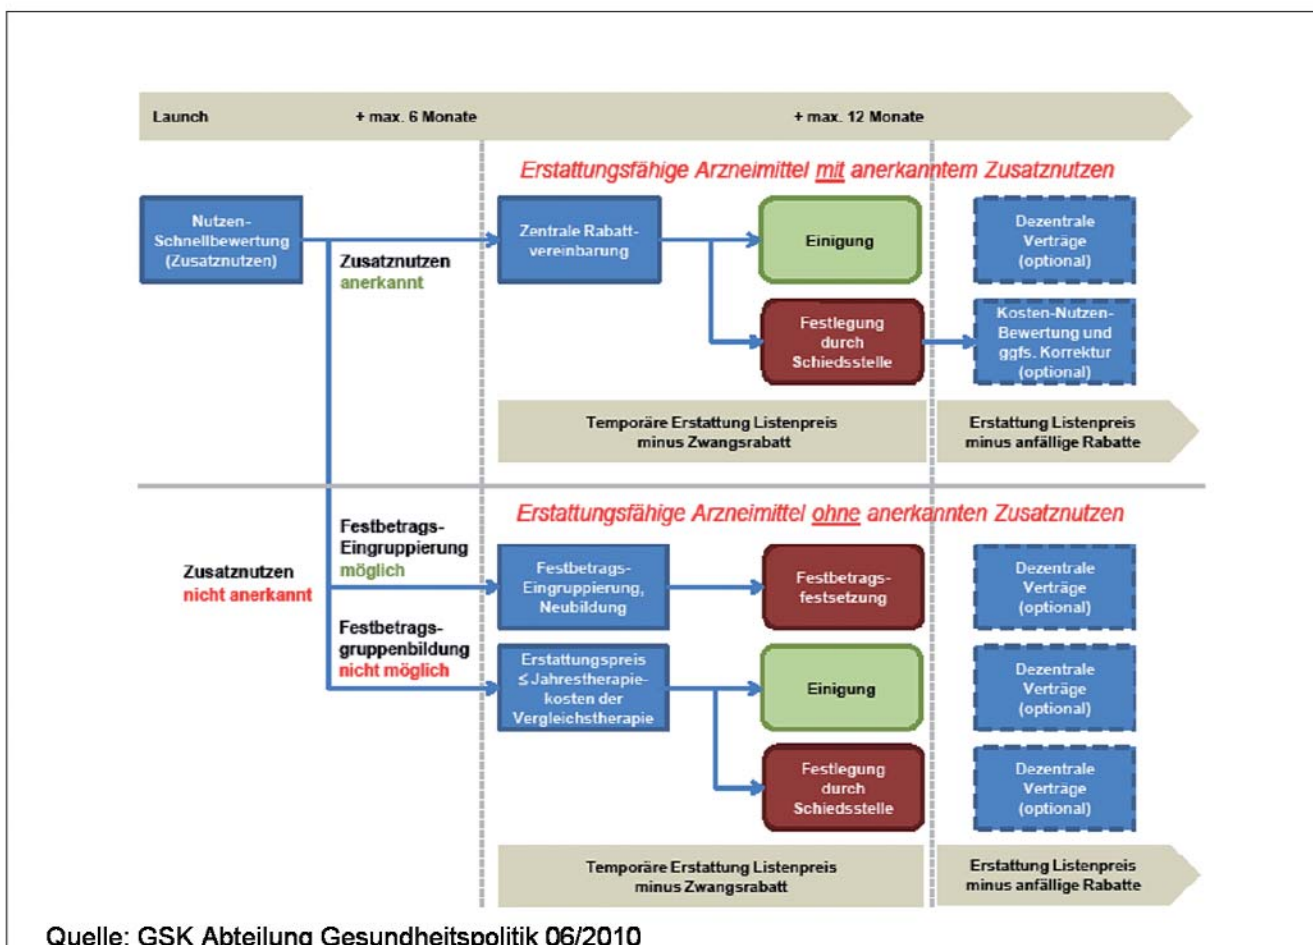 Launch
+ max. 6 Monate
+ max. 12 Monate
Erstattungsfähige Arzneimittel mit anerkanntem Zusatznutzen
Nutzen-
Schnellbewertung
(Zusatznutzen)
Zusatznutzen
anerkannt
Zentrale Rabatt-
vereinbarung
Einigung
Dezentrale
Verträge
(optional)
Festlegung
durch
Schiedsstelle
Kosten-Nutzen-
Bewertung und
ggfs. Korrektur
(optional)
Temporäre Erstattung Listenpreis
minus Zwangsrabatt
Erstattung Listenpreis
minus anfällige Rabatte
Erstattungsfähige Arzneimittel ohne anerkannten Zusatznutzen
Zusatznutzen
nicht anerkannt
Festbetrags-
Eingruppierung
möglich
Festbetrags-
Eingruppierung,
Neubildung
Festbetrags-
festsetzung
Dezentrale
Verträge
(optional)
Festbetrags-
gruppenbildung
nicht möglich
Erstattungspreis
≤ Jahrestherapie-
kosten der
Vergleichstherapie
Einigung
Dezentrale
Verträge
(optional)
Festlegung
durch
Schiedsstelle
Dezentrale
Verträge
(optional)
Temporäre Erstattung Listenpreis
minus Zwangsrabatt
Erstattung Listenpreis
minus anfällige Rabatte
Quelle: GSK Abteilung Gesundheitspolitik 06/2010